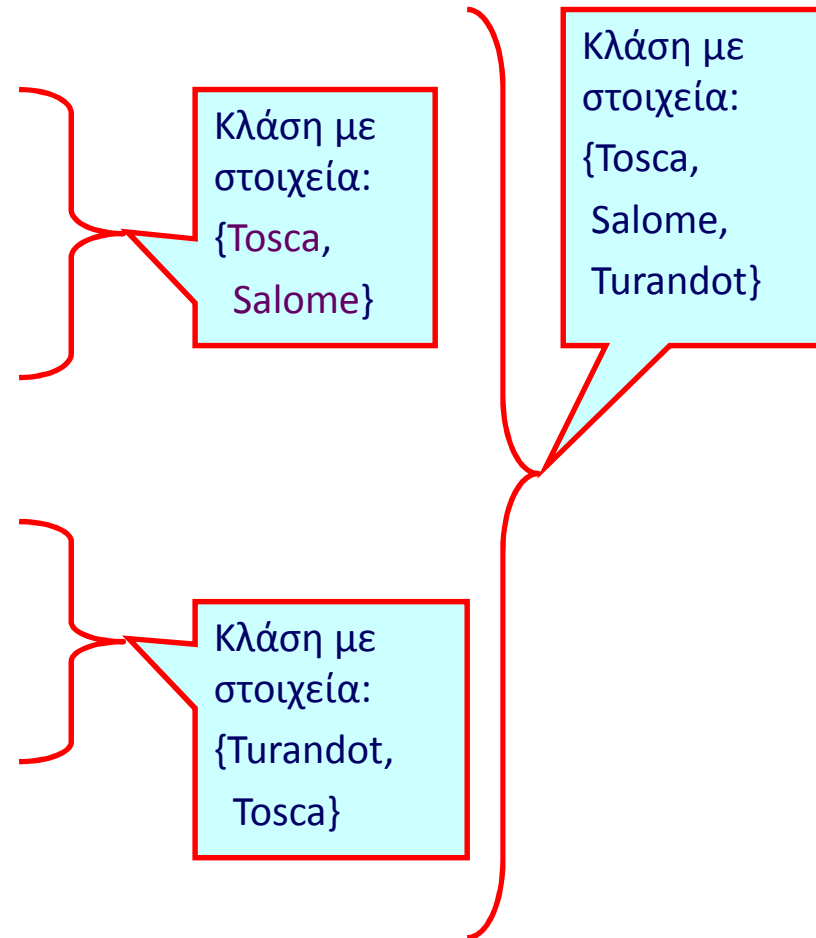 Κλάση με
στοιχεία:
{Tosca,
Salome}
Κλάση με
στοιχεία:
{Tosca,
Salome,
Turandot}
Κλάση με
στοιχεία:
{Turandot,
Tosca}